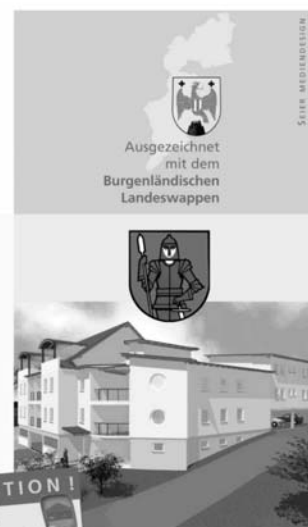 Ausgezeichnet
mit dem
Burgenländischen
Landeswappen
SEIER MEDIENDESIGN
TION!